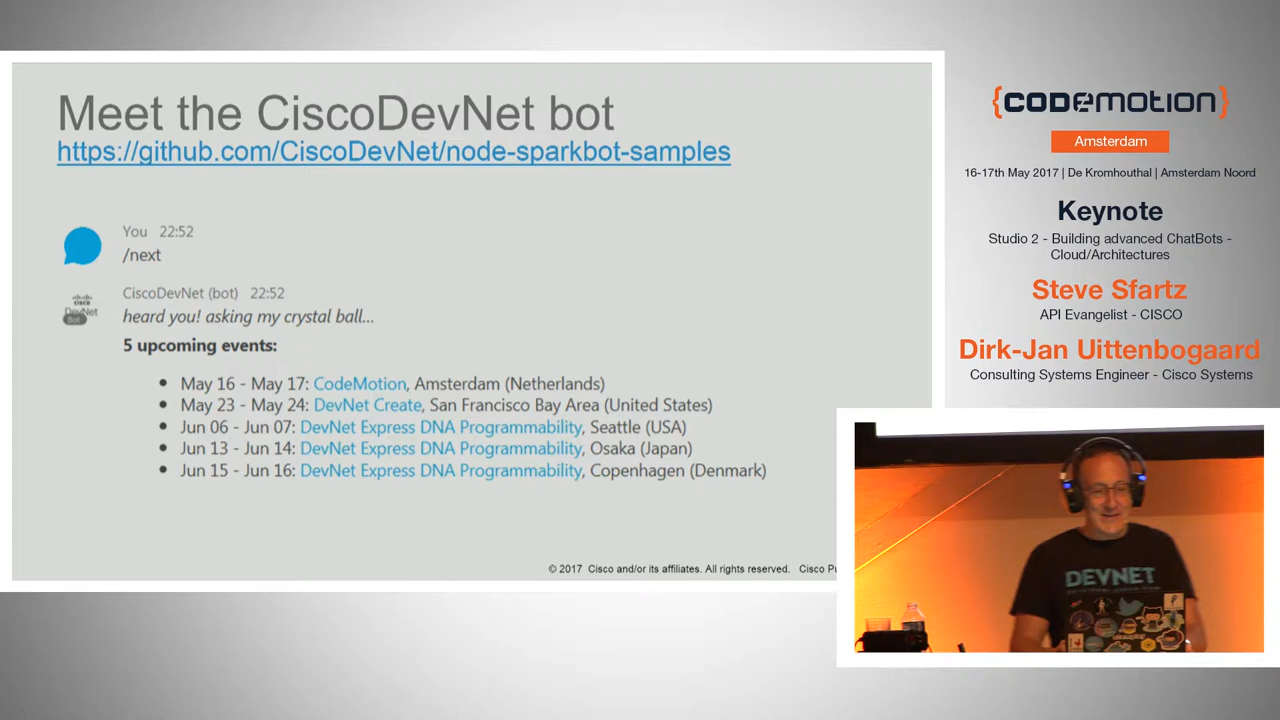 Meet the CiscoDevNet bot
https://github.com/CiscoDevNet/node-sparkbot-samples
You 22:52
/next
CiscoDevNet (bot) 22:52
heard you! asking my crystal ball...
5 upcoming events:
• May 16 - May 17: CodeMotion, Amsterdam (Netherlands)
• May 23 - May 24: DevNet Create, San Francisco Bay Area (United States)
• Jun 06 - Jun 07: DevNet Express DNA Programmability, Seattle (USA)
• Jun 13 - Jun 14: DevNet Express DNA Programmability, Osaka (Japan)
• Jun 15 - Jun 16: DevNet Express DNA Programmability, Copenhagen (Denmark)
© 2017 Cisco and/or its affiliates. All rights reserved. Cisco Pu
cisco
DevNet
Bot
{CODEMOTION}
Amsterdam
16-17th May 2017 | De Kromhouthal | Amsterdam Noord
Keynote
Studio 2 - Building advanced ChatBots -
Cloud/Architectures
Steve Sfartz
API Evangelist - CISCO
Dirk-Jan Uittenbogaard
Consulting Systems Engineer - Cisco Systems
DEVNET